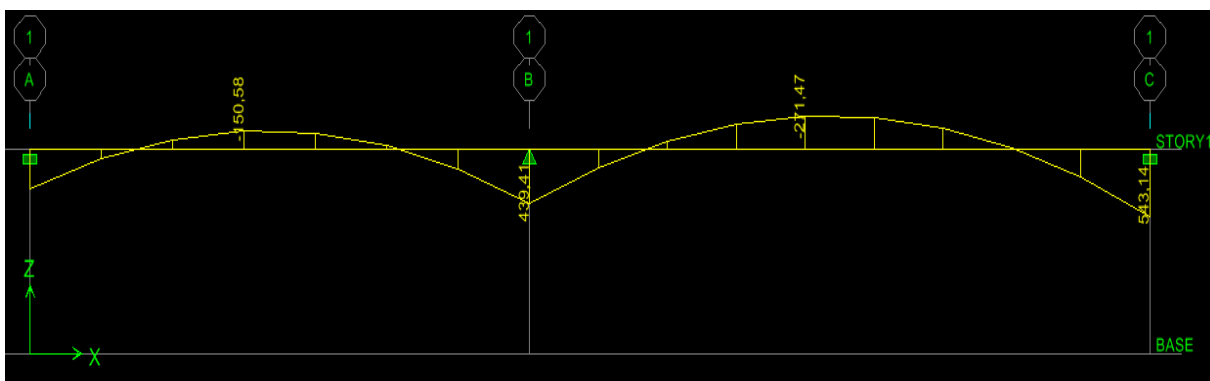 1 1 1
A B C
-150,58
-271,47
STORY1
439,41
543,14
Z
X
BASE